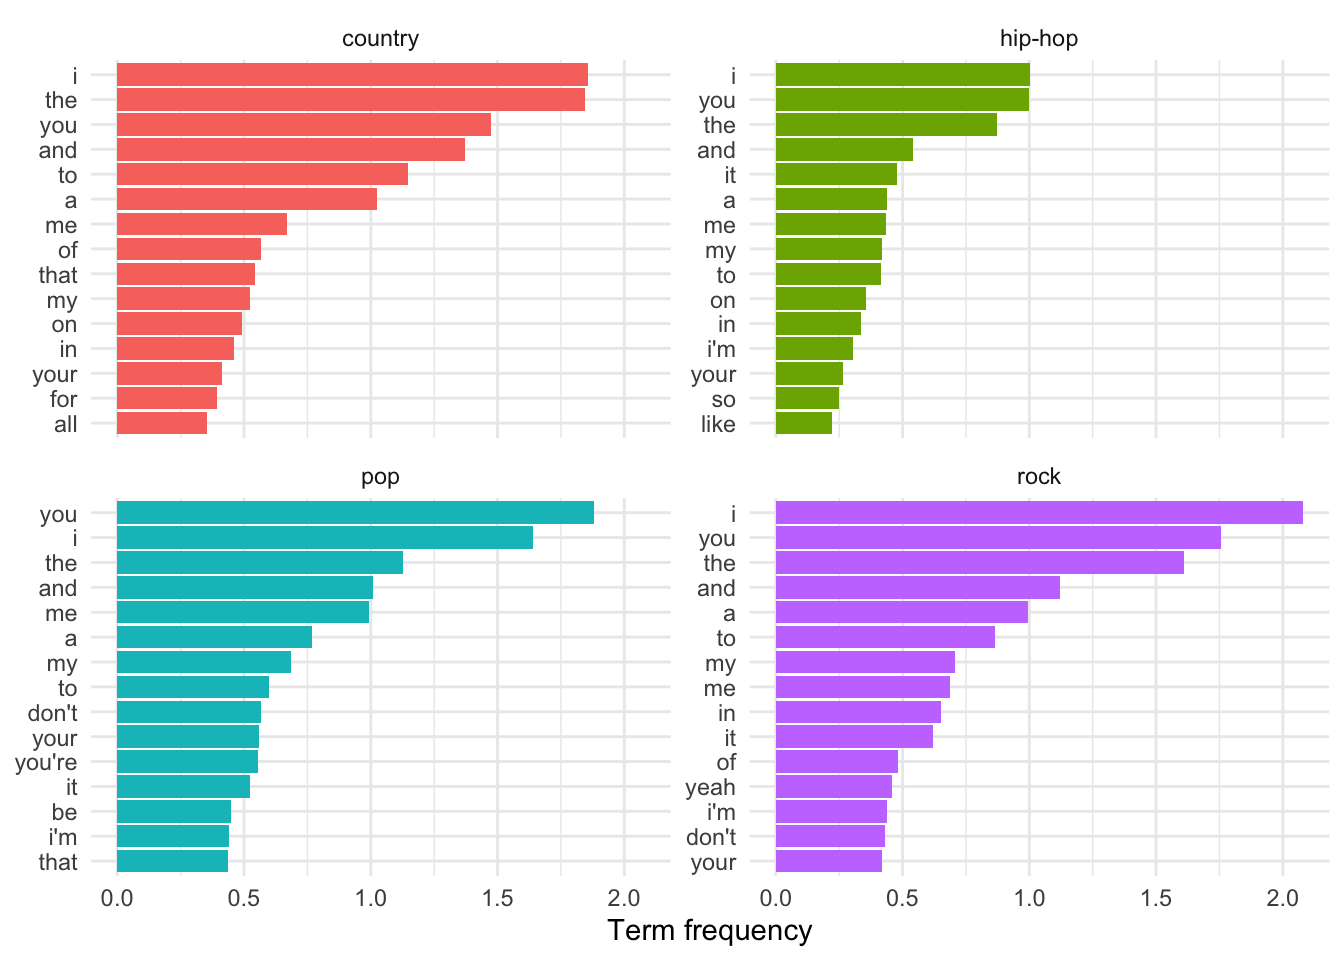 country
i
the
you
and
to
a
me
of
that
my
on
in
your
for
all
hip-hop
i
you
the
and
it
a
me
my
to
on
in
i'm
your
so
like
pop
you
i
the
and
me
a
my
to
don't
your
you're
it
be
i'm
that
0.0 0.5 1.0 1.5 2.0
rock
i
you
the
and
a
to
my
me
in
it
of
yeah
i'm
don't
your
0.0 0.5 1.0 1.5 2.0
Term frequency